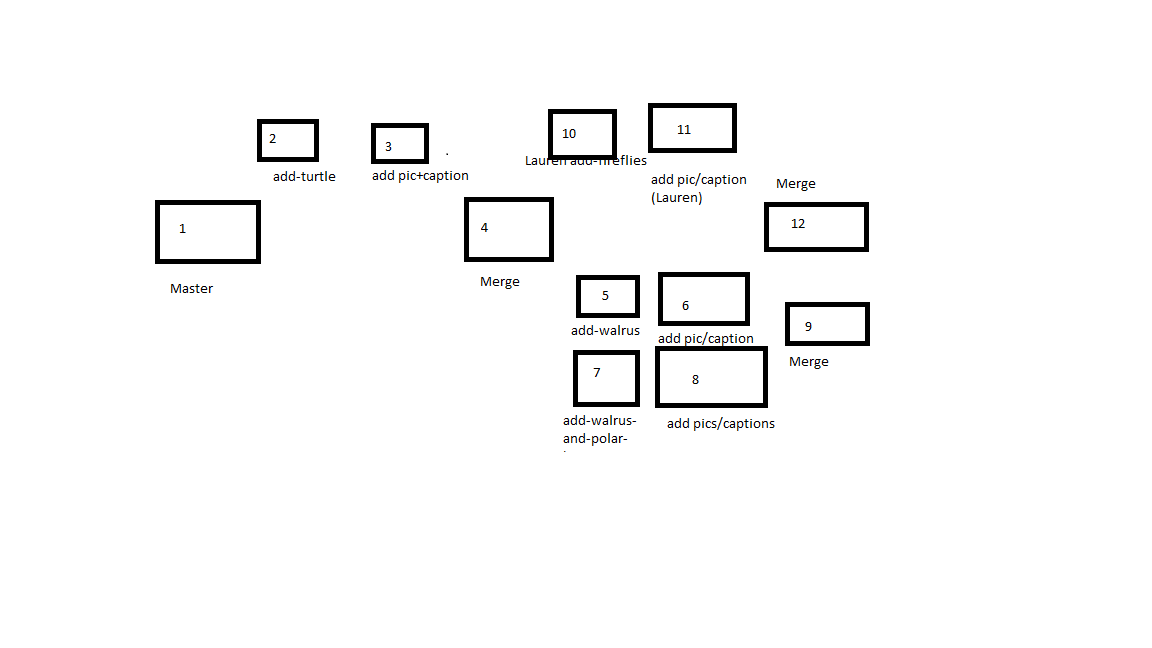 2
add-turtle
3
add pic+caption
.
10
Lauren add-fireflies
11
add pic/caption
(Lauren)
Merge
12
1
Master
4
Merge
5
add-walrus
6
add pic/caption
9
Merge
7
add-walrus-
and-polar-
8
add pics/captions